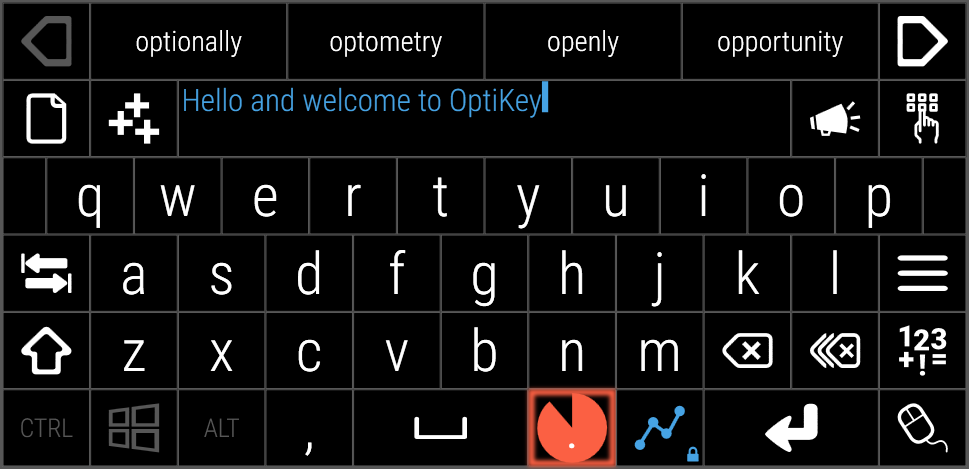 optionally optometry openly opportunity
Hello and welcome to OptiKey
q w e r t y u i o p
a s d f g h j k l
z x c v b n m 123+!=
CTRL ALT , .